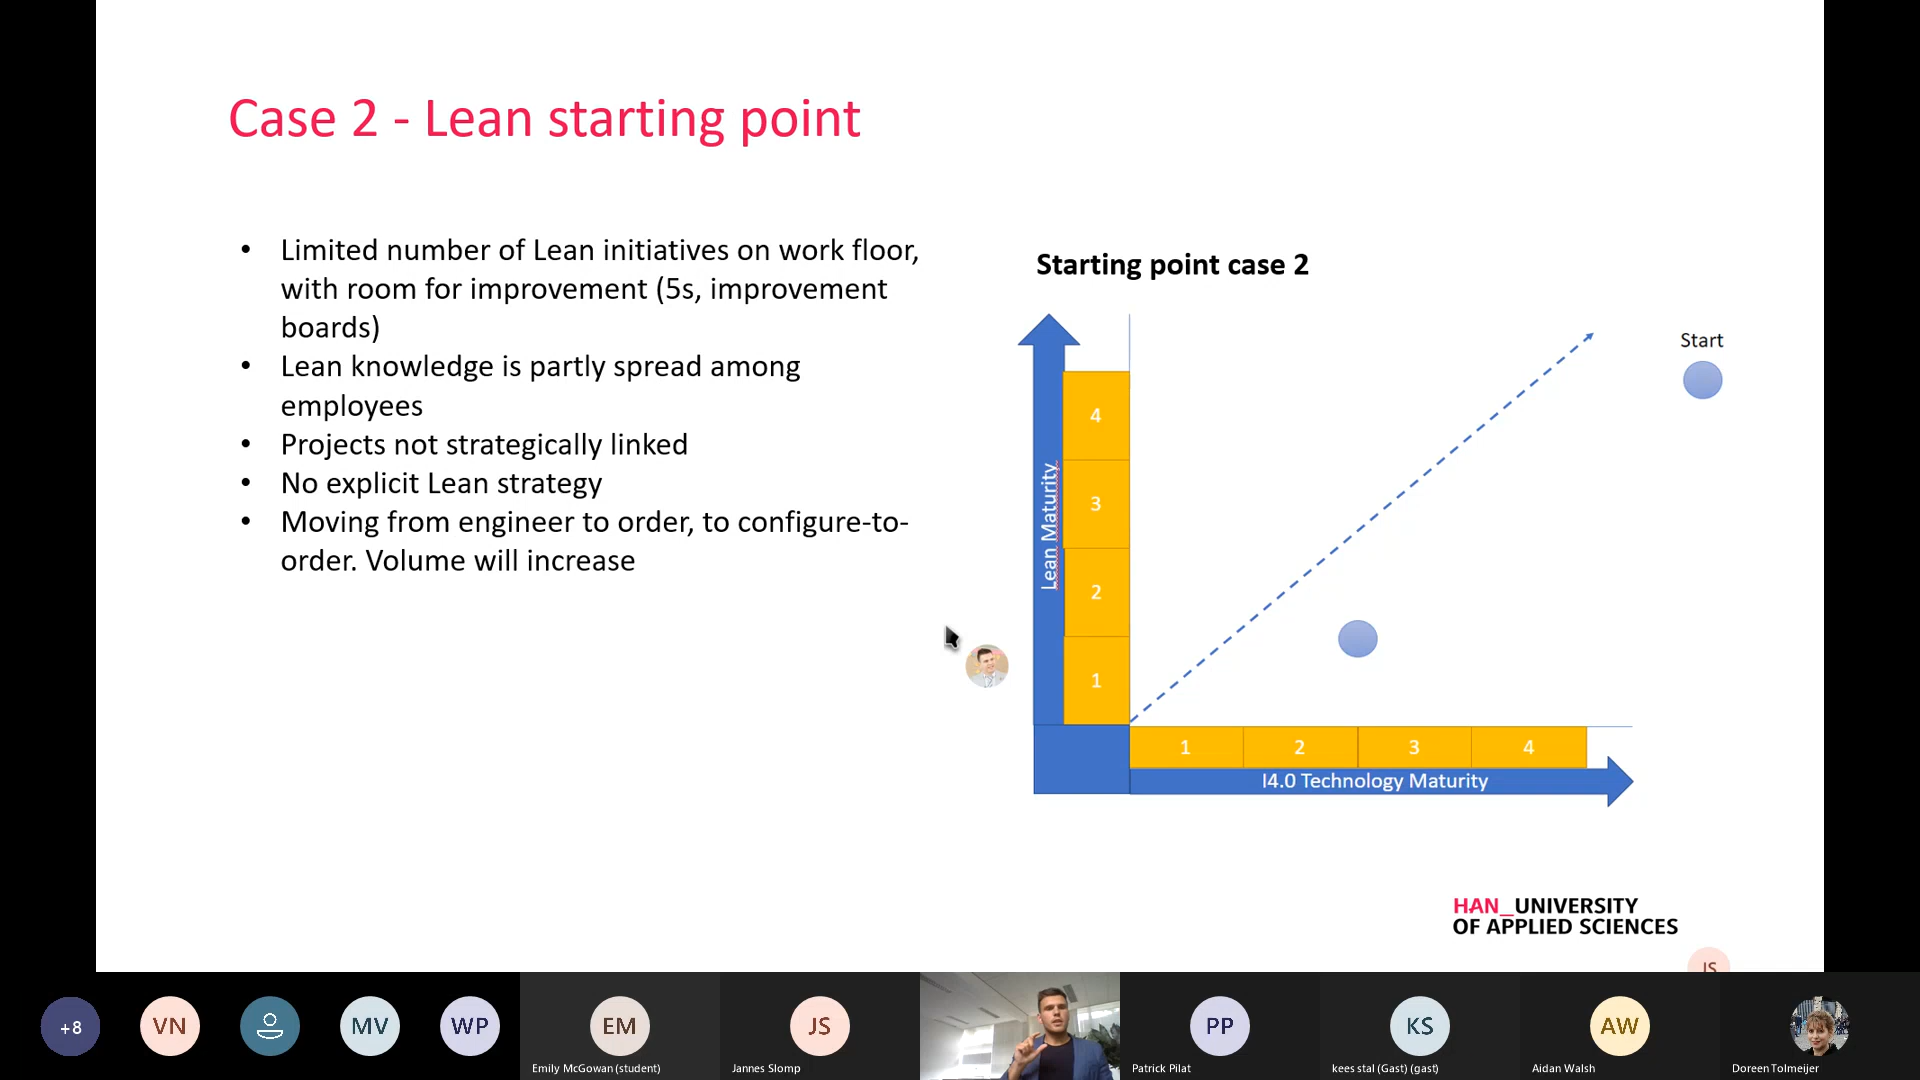 Case 2 - Lean starting point
• Limited number of Lean initiatives on work floor,
with room for improvement (5s, improvement
boards)
• Lean knowledge is partly spread among
employees
• Projects not strategically linked
• No explicit Lean strategy
• Moving from engineer to order, to configure-to-
order. Volume will increase
Starting point case 2
Start
Lean Maturity
4
3
2
1
1 2 3 4
I4.0 Technology Maturity
HAN_UNIVERSITY
OF APPLIED SCIENCES
JS
+8 VN MV WP EM JS PP KS AW
Emily McGowan (student) Jannes Slomp Patrick Pilat kees stal (Gast) (gast) Aidan Walsh Doreen Tolmeijer